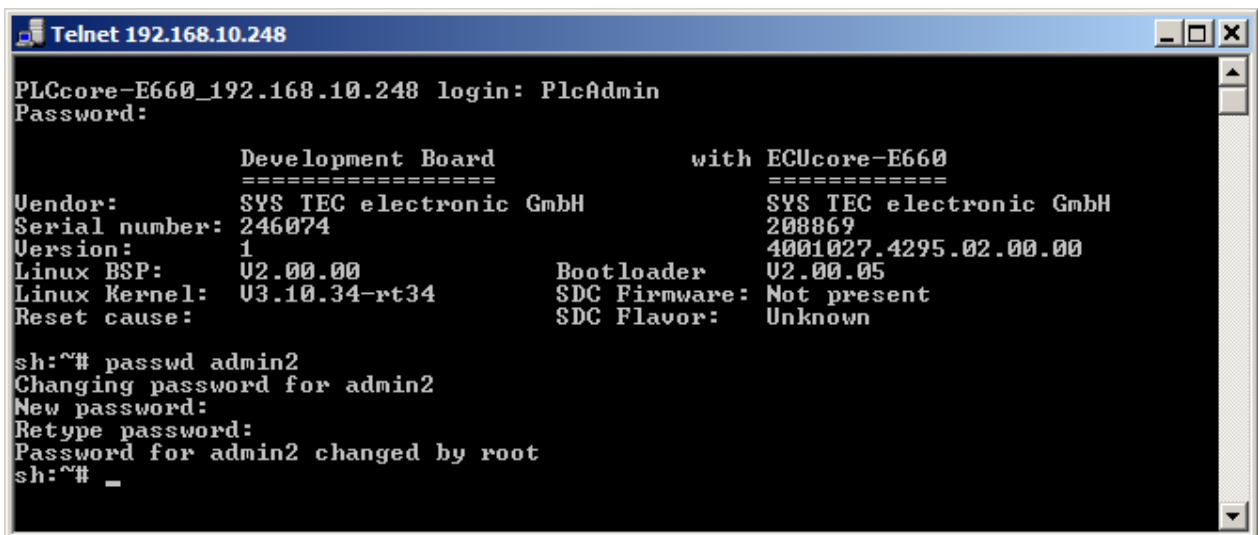 Telnet 192.168.10.248
PLCcore-E660_192.168.10.248 login: PlcAdmin
Password:
Development Board with ECUcore-E660
================= ============
Vendor: SYS TEC electronic GmbH SYS TEC electronic GmbH
Serial number: 246074 208869
Version: 1 4001027.4295.02.00.00
Linux BSP: V2.00.00 Bootloader V2.00.05
Linux Kernel: V3.10.34-rt34 SDC Firmware: Not present
Reset cause: SDC Flavor: Unknown
sh:~# passwd admin2
Changing password for admin2
New password:
Retype password:
Password for admin2 changed by root
sh:~# _